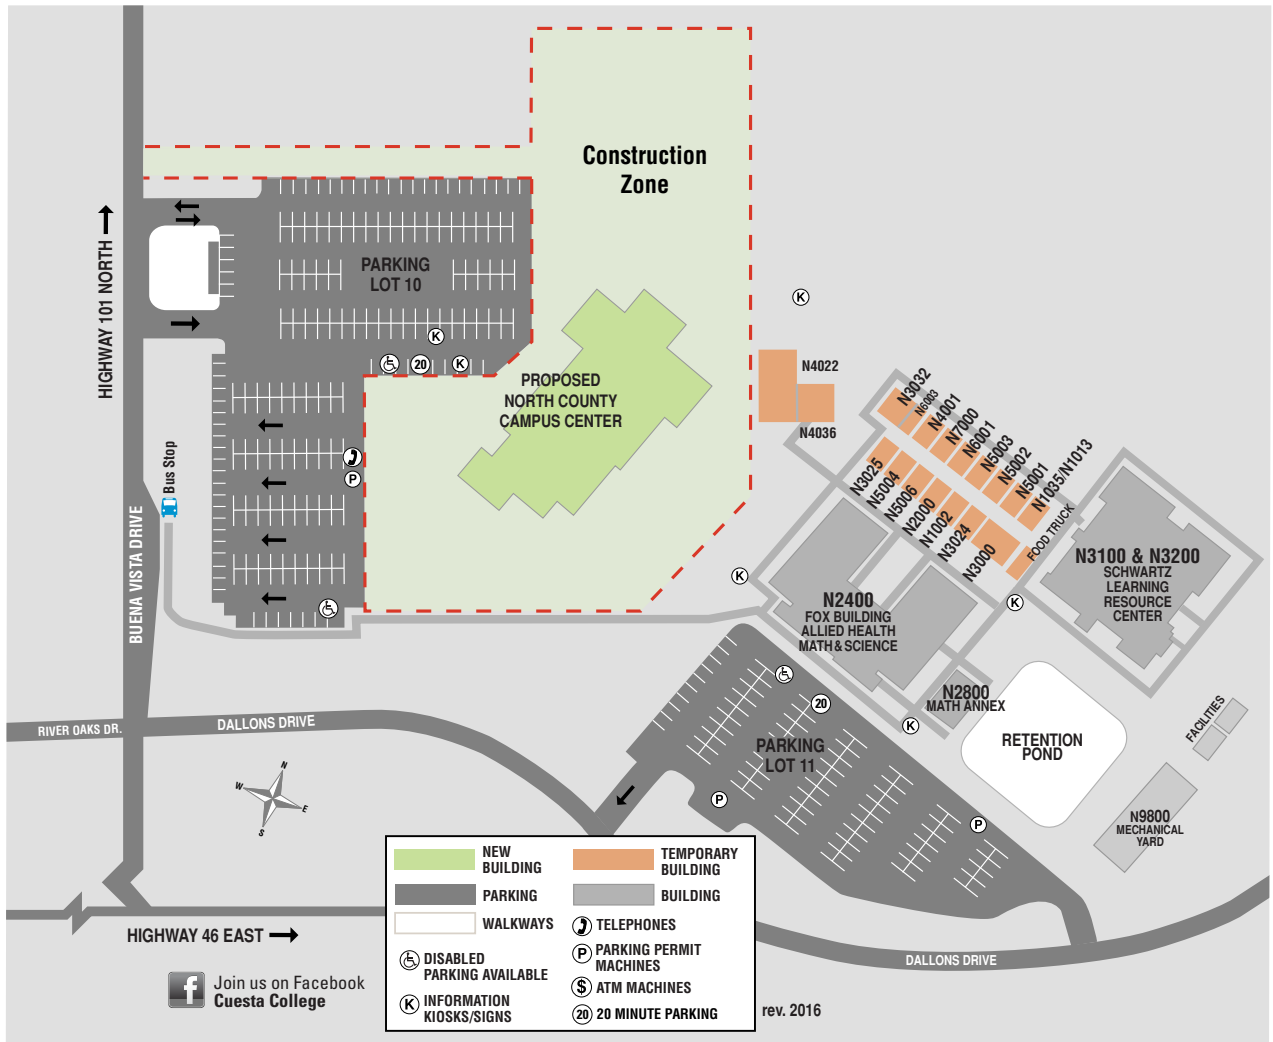 Construction
Zone
HIGHWAY 101 NORTH
PARKING
LOT 10
K
K
20
K
PROPOSED
NORTH COUNTY
CAMPUS CENTER
N4022
N4036
N3032
N6003
N4001
N7000
N6001
N5003
N5002
N5001
N1035/N1013
N3025
N5004
N5006
N2000
N1002
N3024
N3000
FOOD TRUCK
Bus Stop
P
BUENA VISTA DRIVE
K
K
N3100 & N3200
SCHWARTZ
LEARNING
RESOURCE
CENTER
N2400
FOX BUILDING
ALLIED HEALTH
MATH & SCIENCE
N2800
MATH ANNEX
K
20
PARKING
LOT 11
P
P
RETENTION
POND
FACILITIES
N9800
MECHANICAL
YARD
RIVER OAKS DR.
DALLONS DRIVE
N
W
E
S
HIGHWAY 46 EAST
DALLONS DRIVE
NEW
BUILDING
TEMPORARY
BUILDING
PARKING
BUILDING
WALKWAYS
TELEPHONES
DISABLED
PARKING AVAILABLE
P PARKING PERMIT
MACHINES
$ ATM MACHINES
K INFORMATION
KIOSKS/SIGNS
20 20 MINUTE PARKING
f Join us on Facebook
Cuesta College
rev. 2016